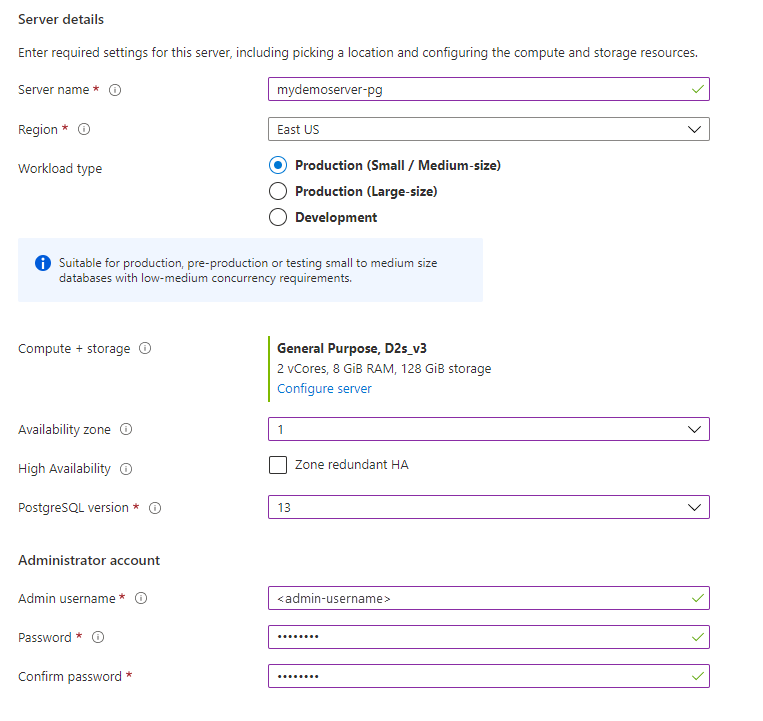 Server details
Enter required settings for this server, including picking a location and configuring the compute and storage resources.
Server name *
mydemoserver-pg
Region *
East US
Workload type
Production (Small / Medium-size)
Production (Large-size)
Development
Suitable for production, pre-production or testing small to medium size
databases with low-medium concurrency requirements.
Compute + storage
General Purpose, D2s_v3
2 vCores, 8 GiB RAM, 128 GiB storage
Configure server
Availability zone
1
High Availability
Zone redundant HA
PostgreSQL version *
13
Administrator account
Admin username *
<admin-username>
Password *
••••••••
Confirm password *
••••••••